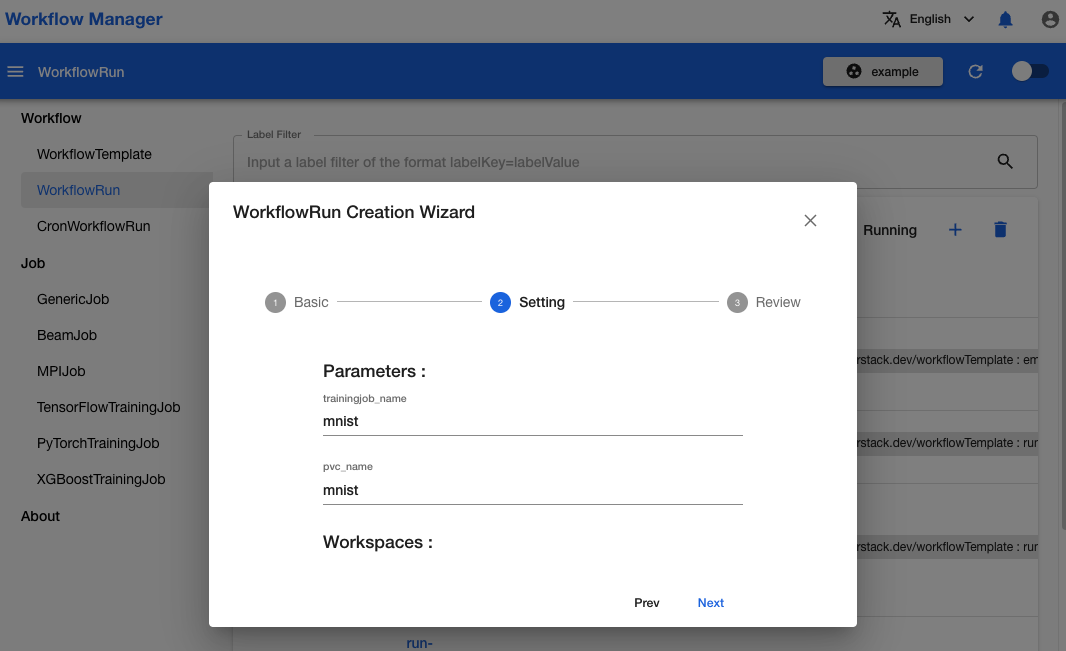 Workflow Manager
English
WorkflowRun
example
Workflow
WorkflowTemplate
WorkflowRun
CronWorkflowRun
Job
GenericJob
BeamJob
MPIJob
TensorFlowTrainingJob
PyTorchTrainingJob
XGBoostTrainingJob
About
Label Filter
Input a label filter of the format labelKey=labelValue
Running
rstack.dev/workflowTemplate : em
rstack.dev/workflowTemplate : run
rstack.dev/workflowTemplate : run
run-
WorkflowRun Creation Wizard
1 Basic
2 Setting
3 Review
Parameters :
trainingjob_name
mnist
pvc_name
mnist
Workspaces :
Prev Next